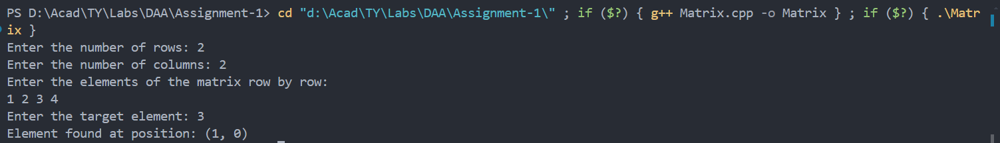 PS D:\Acad\TY\Labs\DAA\Assignment-1> cd "d:\Acad\TY\Labs\DAA\Assignment-1\" ; if ($?) { g++ Matrix.cpp -o Matrix } ; if ($?) { .\Matr
ix }
Enter the number of rows: 2
Enter the number of columns: 2
Enter the elements of the matrix row by row:
1 2 3 4
Enter the target element: 3
Element found at position: (1, 0)